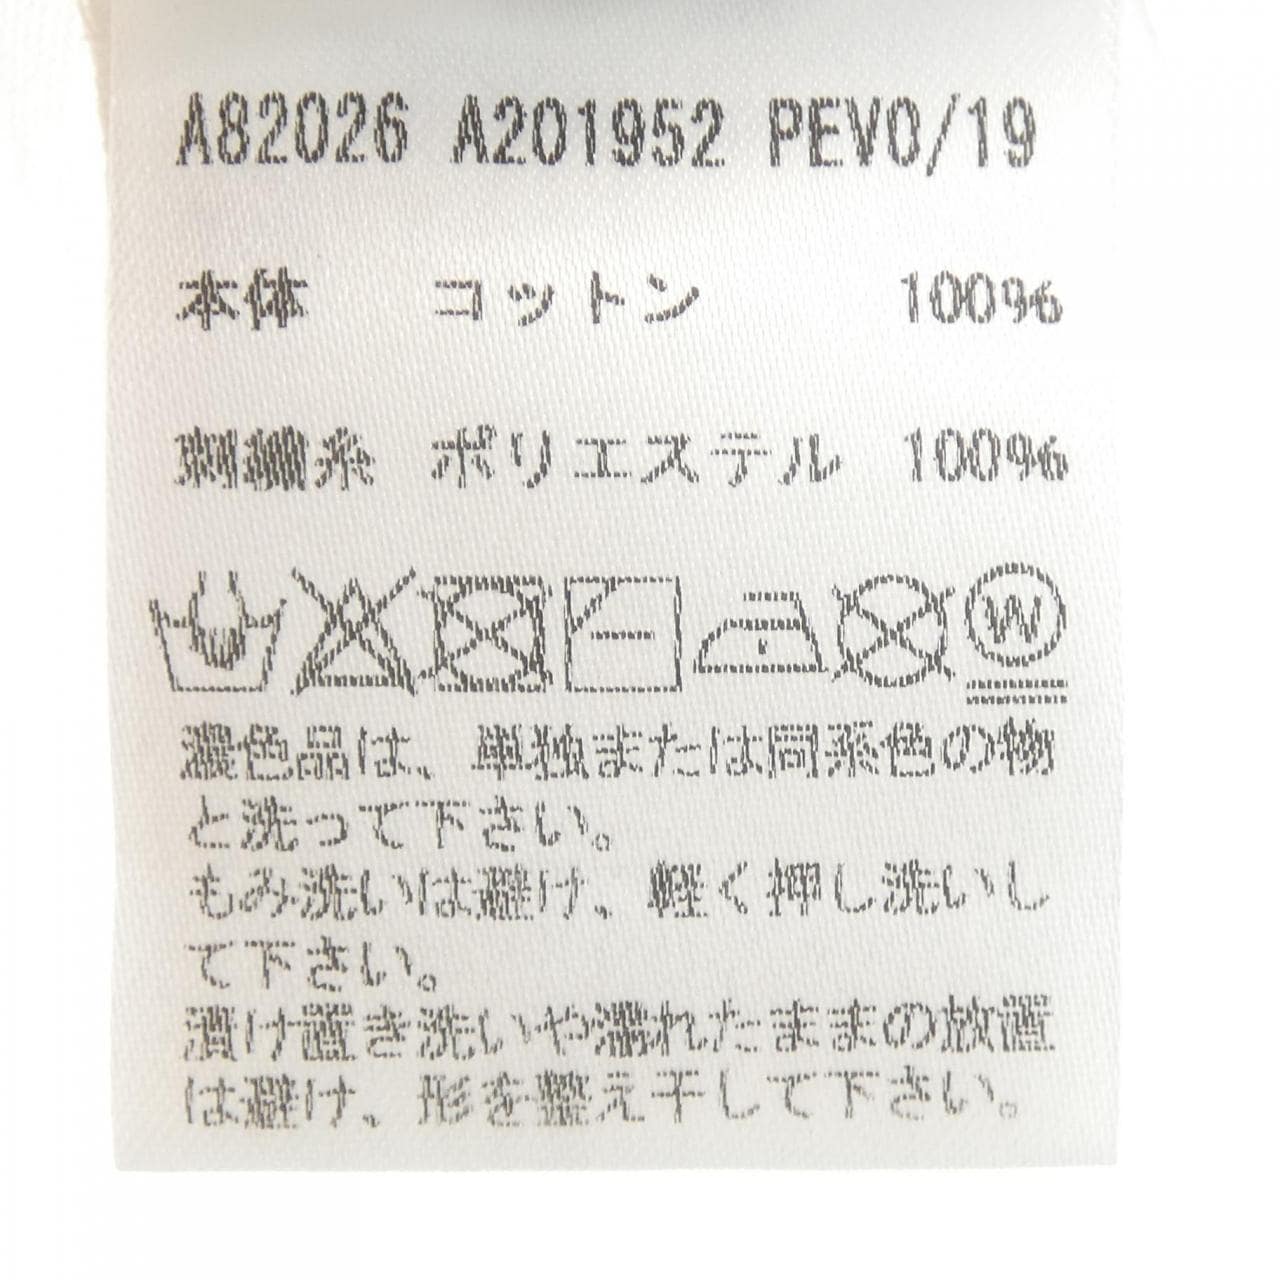 A82026 A201952 PEV0/19
本体 コットン 100%
刺繍糸 ポリエステル 100%
W
濃色品は、単独または同系色の物
と洗って下さい。
もみ洗いは避け、軽く押し洗いし
て下さい。
漬け置き洗いや濡れたままの放置
は避け、形を整え干して下さい。